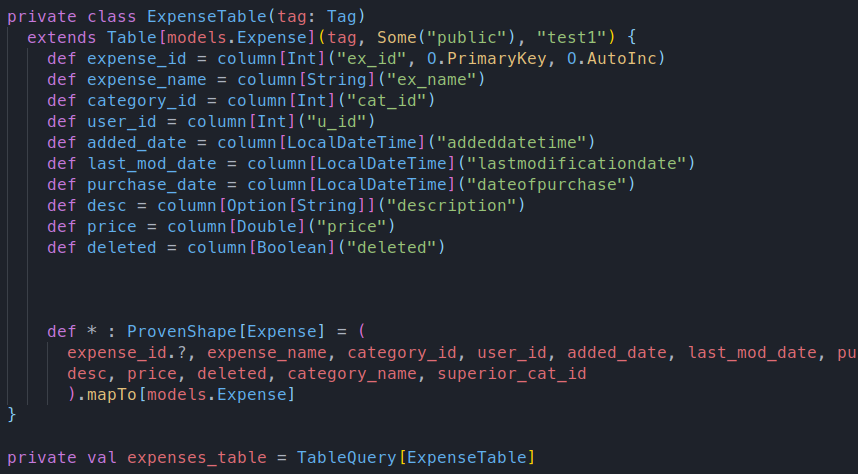 private class ExpenseTable(tag: Tag)
extends Table[models.Expense](tag, Some("public"), "test1") {
def expense_id = column[Int]("ex_id", O.PrimaryKey, O.AutoInc)
def expense_name = column[String]("ex_name")
def category_id = column[Int]("cat_id")
def user_id = column[Int]("u_id")
def added_date = column[LocalDateTime]("addeddatetime")
def last_mod_date = column[LocalDateTime]("lastmodificationdate")
def purchase_date = column[LocalDateTime]("dateofpurchase")
def desc = column[Option[String]]("description")
def price = column[Double]("price")
def deleted = column[Boolean]("deleted")
def * : ProvenShape[Expense] = (
expense_id.?, expense_name, category_id, user_id, added_date, last_mod_date, pu
desc, price, deleted, category_name, superior_cat_id
).mapTo[models.Expense]
}
private val expenses_table = TableQuery[ExpenseTable]